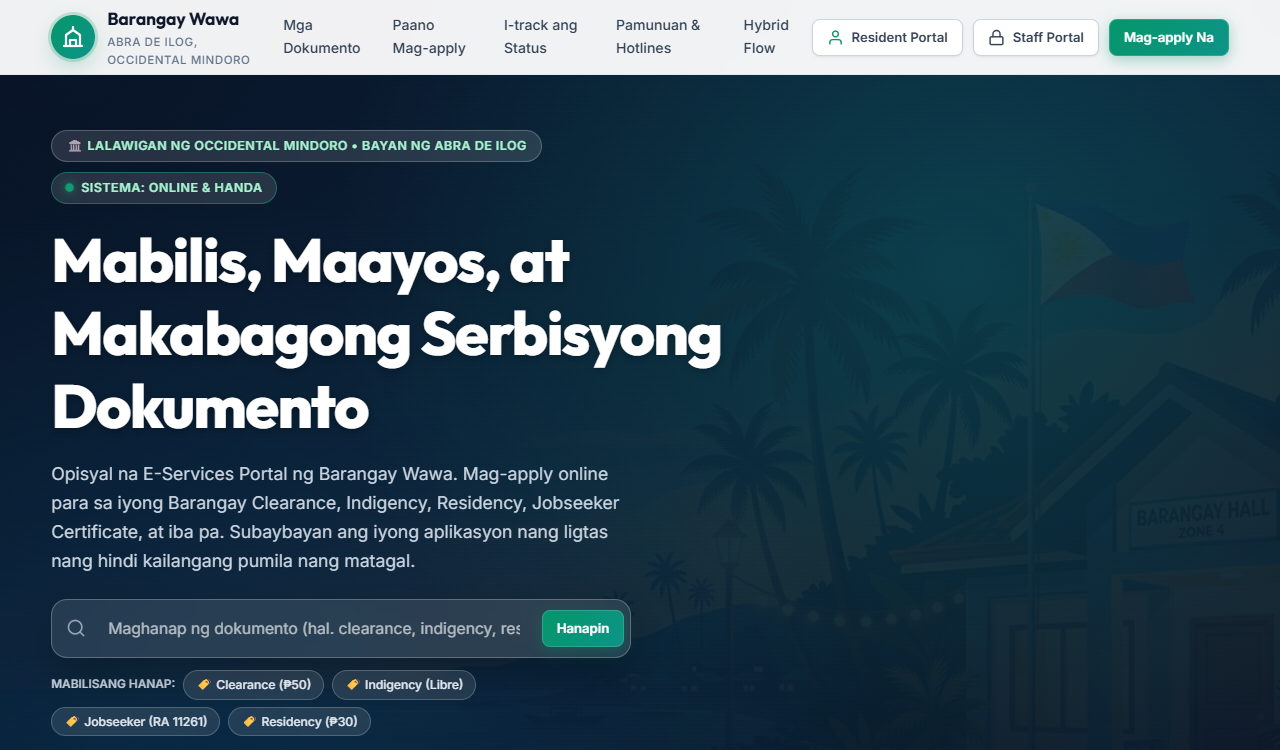 Barangay Wawa
ABRA DE ILOG,
OCCIDENTAL MINDORO
Mga
Dokumento
Paano
Mag-apply
I-track ang
Status
Pamunuan &
Hotlines
Hybrid
Flow
Resident Portal
Staff Portal
Mag-apply Na
LALAWIGAN NG OCCIDENTAL MINDORO • BAYAN NG ABRA DE ILOG
SISTEMA: ONLINE & HANDA
Mabilis, Maayos, at
Makabagong Serbisyong
Dokumento
Opisyal na E-Services Portal ng Barangay Wawa. Mag-apply online
para sa iyong Barangay Clearance, Indigency, Residency, Jobseeker
Certificate, at iba pa. Subaybayan ang iyong aplikasyon nang ligtas
nang hindi kailangang pumila nang matagal.
Maghanap ng dokumento (hal. clearance, indigency, res
Hanapin
MABILISANG HANAP:
Clearance (₱50)
Indigency (Libre)
Jobseeker (RA 11261)
Residency (₱30)
BARANGAY HALL
ZONE 4